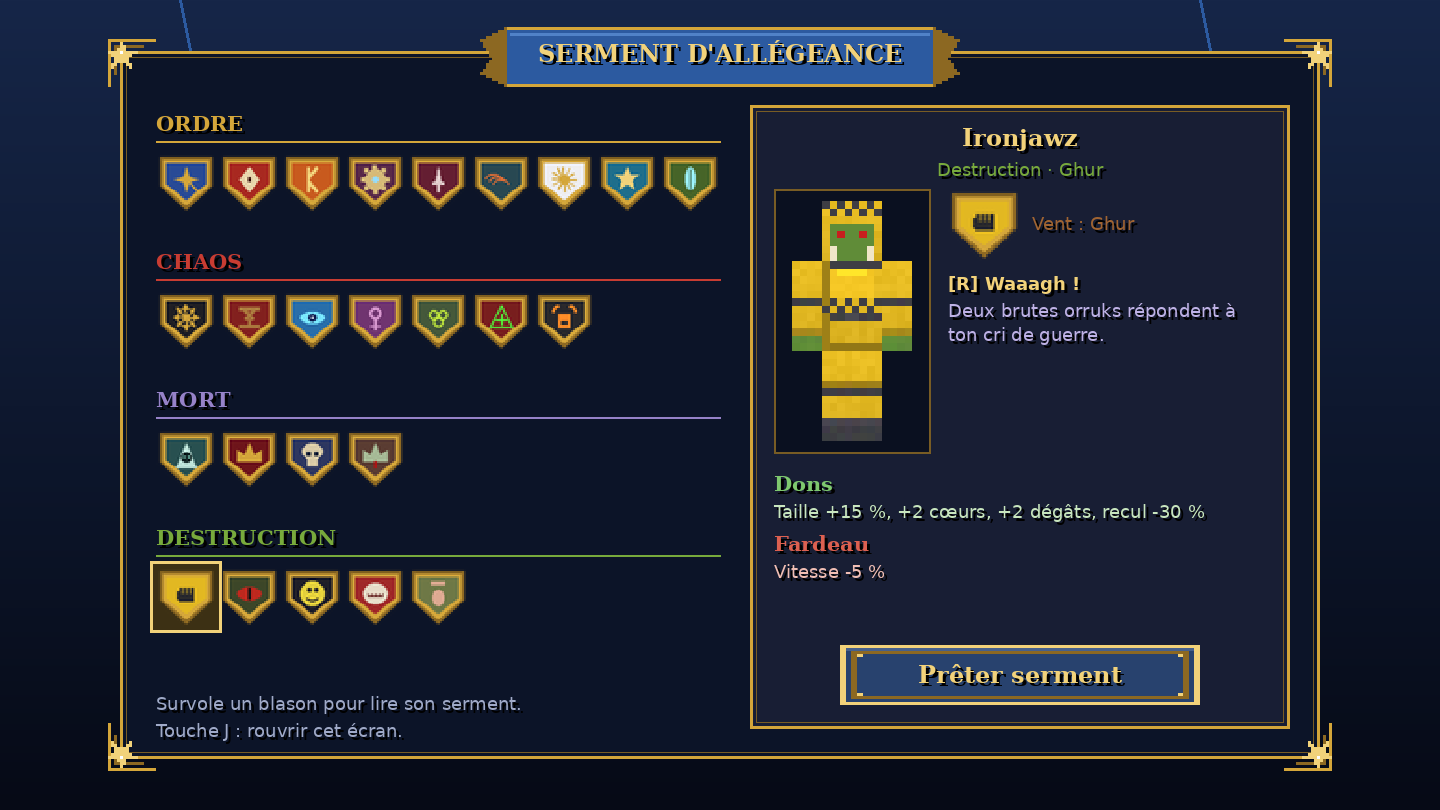 SERMENT D'ALLÉGEANCE
ORDRE
CHAOS
MORT
DESTRUCTION
Survole un blason pour lire son serment.
Touche J : rouvrir cet écran.
Ironjawz
Destruction · Ghur
Vent : Ghur
[R] Waaagh !
Deux brutes orruks répondent à
ton cri de guerre.
Dons
Taille +15 %, +2 cœurs, +2 dégâts, recul -30 %
Fardeau
Vitesse -5 %
Prêter serment